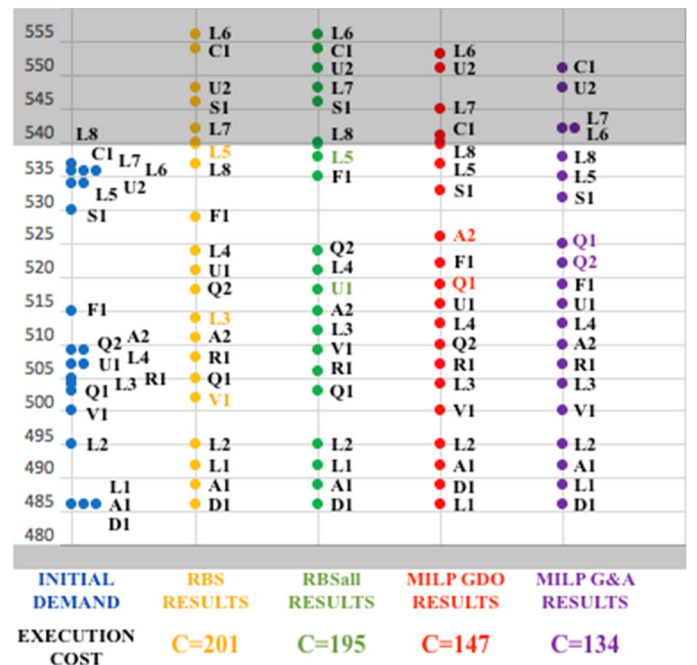 555
550
545
540
535
530
525
520
515
510
505
500
495
490
485
480
L8
C1 L7 L6
L5 U2
S1
F1
Q2 A2
U1 L4
Q1 L3 R1
V1
L2
L1
A1
D1
L6
C1
U2
S1
L7
L5
L8
F1
L4
U1
Q2
L3
A2
R1
Q1
V1
L2
L1
A1
D1
L6
C1
U2
L7
S1
L8
L5
F1
Q2
L4
U1
A2
L3
V1
R1
Q1
L2
L1
A1
D1
L6
U2
L7
C1
L8
L5
S1
A2
F1
Q1
U1
L4
Q2
R1
L3
V1
L2
A1
D1
L1
C1
U2
L7
L6
L8
L5
S1
Q1
Q2
F1
U1
L4
A2
R1
L3
V1
L2
A1
L1
D1
INITIAL DEMAND
RBS RESULTS
RBSall RESULTS
MILP GDO RESULTS
MILP G&A RESULTS
EXECUTION COST
C=201
C=195
C=147
C=134